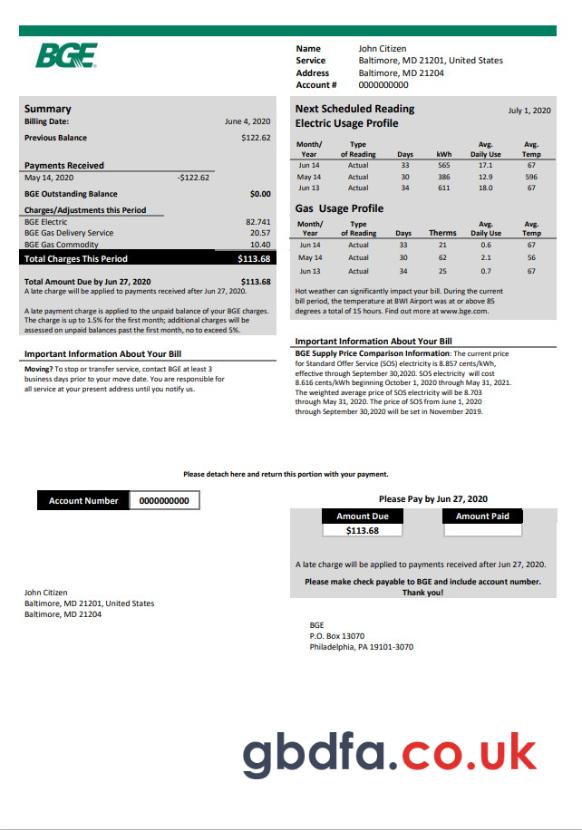 BGE
Name John Citizen
Service Baltimore, MD 21201, United States
Address Baltimore, MD 21204
Account # 0000000000
Summary
Billing Date: June 4, 2020
Previous Balance $122.62
Payments Received
May 14, 2020 -$122.62
BGE Outstanding Balance $0.00
Charges/Adjustments this Period
BGE Electric 82.741
BGE Gas Delivery Service 20.57
BGE Gas Commodity 10.40
Total Charges This Period $113.68
Total Amount Due by Jun 27, 2020 $113.68
A late charge will be applied to payments received after Jun 27, 2020.
A late payment charge is applied to the unpaid balance of your BGE charges.
The charge is up to 1.5% for the first month; additional charges will be
assessed on unpaid balances past the first month, no to exceed 5%.
Important Information About Your Bill
Moving? To stop or transfer service, contact BGE at least 3
business days prior to your move date. You are responsible for
all service at your present address until you notify us.
Next Scheduled Reading July 1, 2020
Electric Usage Profile
Month/ Type Avg. Avg.
Year of Reading Days kWh Daily Use Temp
Jun 14 Actual 33 565 17.1 67
May 14 Actual 30 386 12.9 596
Jun 13 Actual 34 611 18.0 67
Gas Usage Profile
Month/ Type Avg. Avg.
Year of Reading Days Therms Daily Use Temp
Jun 14 Actual 33 21 0.6 67
May 14 Actual 30 62 2.1 56
Jun 13 Actual 34 25 0.7 67
Hot weather can significantly impact your bill. During the current
bill period, the temperature at BWI Airport was at or above 85
degrees a total of 15 hours. Find out more at www.bge.com.
Important Information About Your Bill
BGE Supply Price Comparison Information: The current price
for Standard Offer Service (SOS) electricity is 8.857 cents/kWh,
effective through September 30,2020. SOS electricity will cost
8.616 cents/kWh beginning October 1, 2020 through May 31, 2021.
The weighted average price of SOS electricity will be 8.703
through May 31, 2020. The price of SOS from June 1, 2020
through September 30,2020 will be set in November 2019.
Please detach here and return this portion with your payment.
Account Number 0000000000
Please Pay by Jun 27, 2020
Amount Due Amount Paid
$113.68
A late charge will be applied to payments received after Jun 27, 2020.
Please make check payable to BGE and include account number.
Thank you!
John Citizen
Baltimore, MD 21201, United States
Baltimore, MD 21204
BGE
P.O. Box 13070
Philadelphia, PA 19101-3070
gbdfa.co.uk